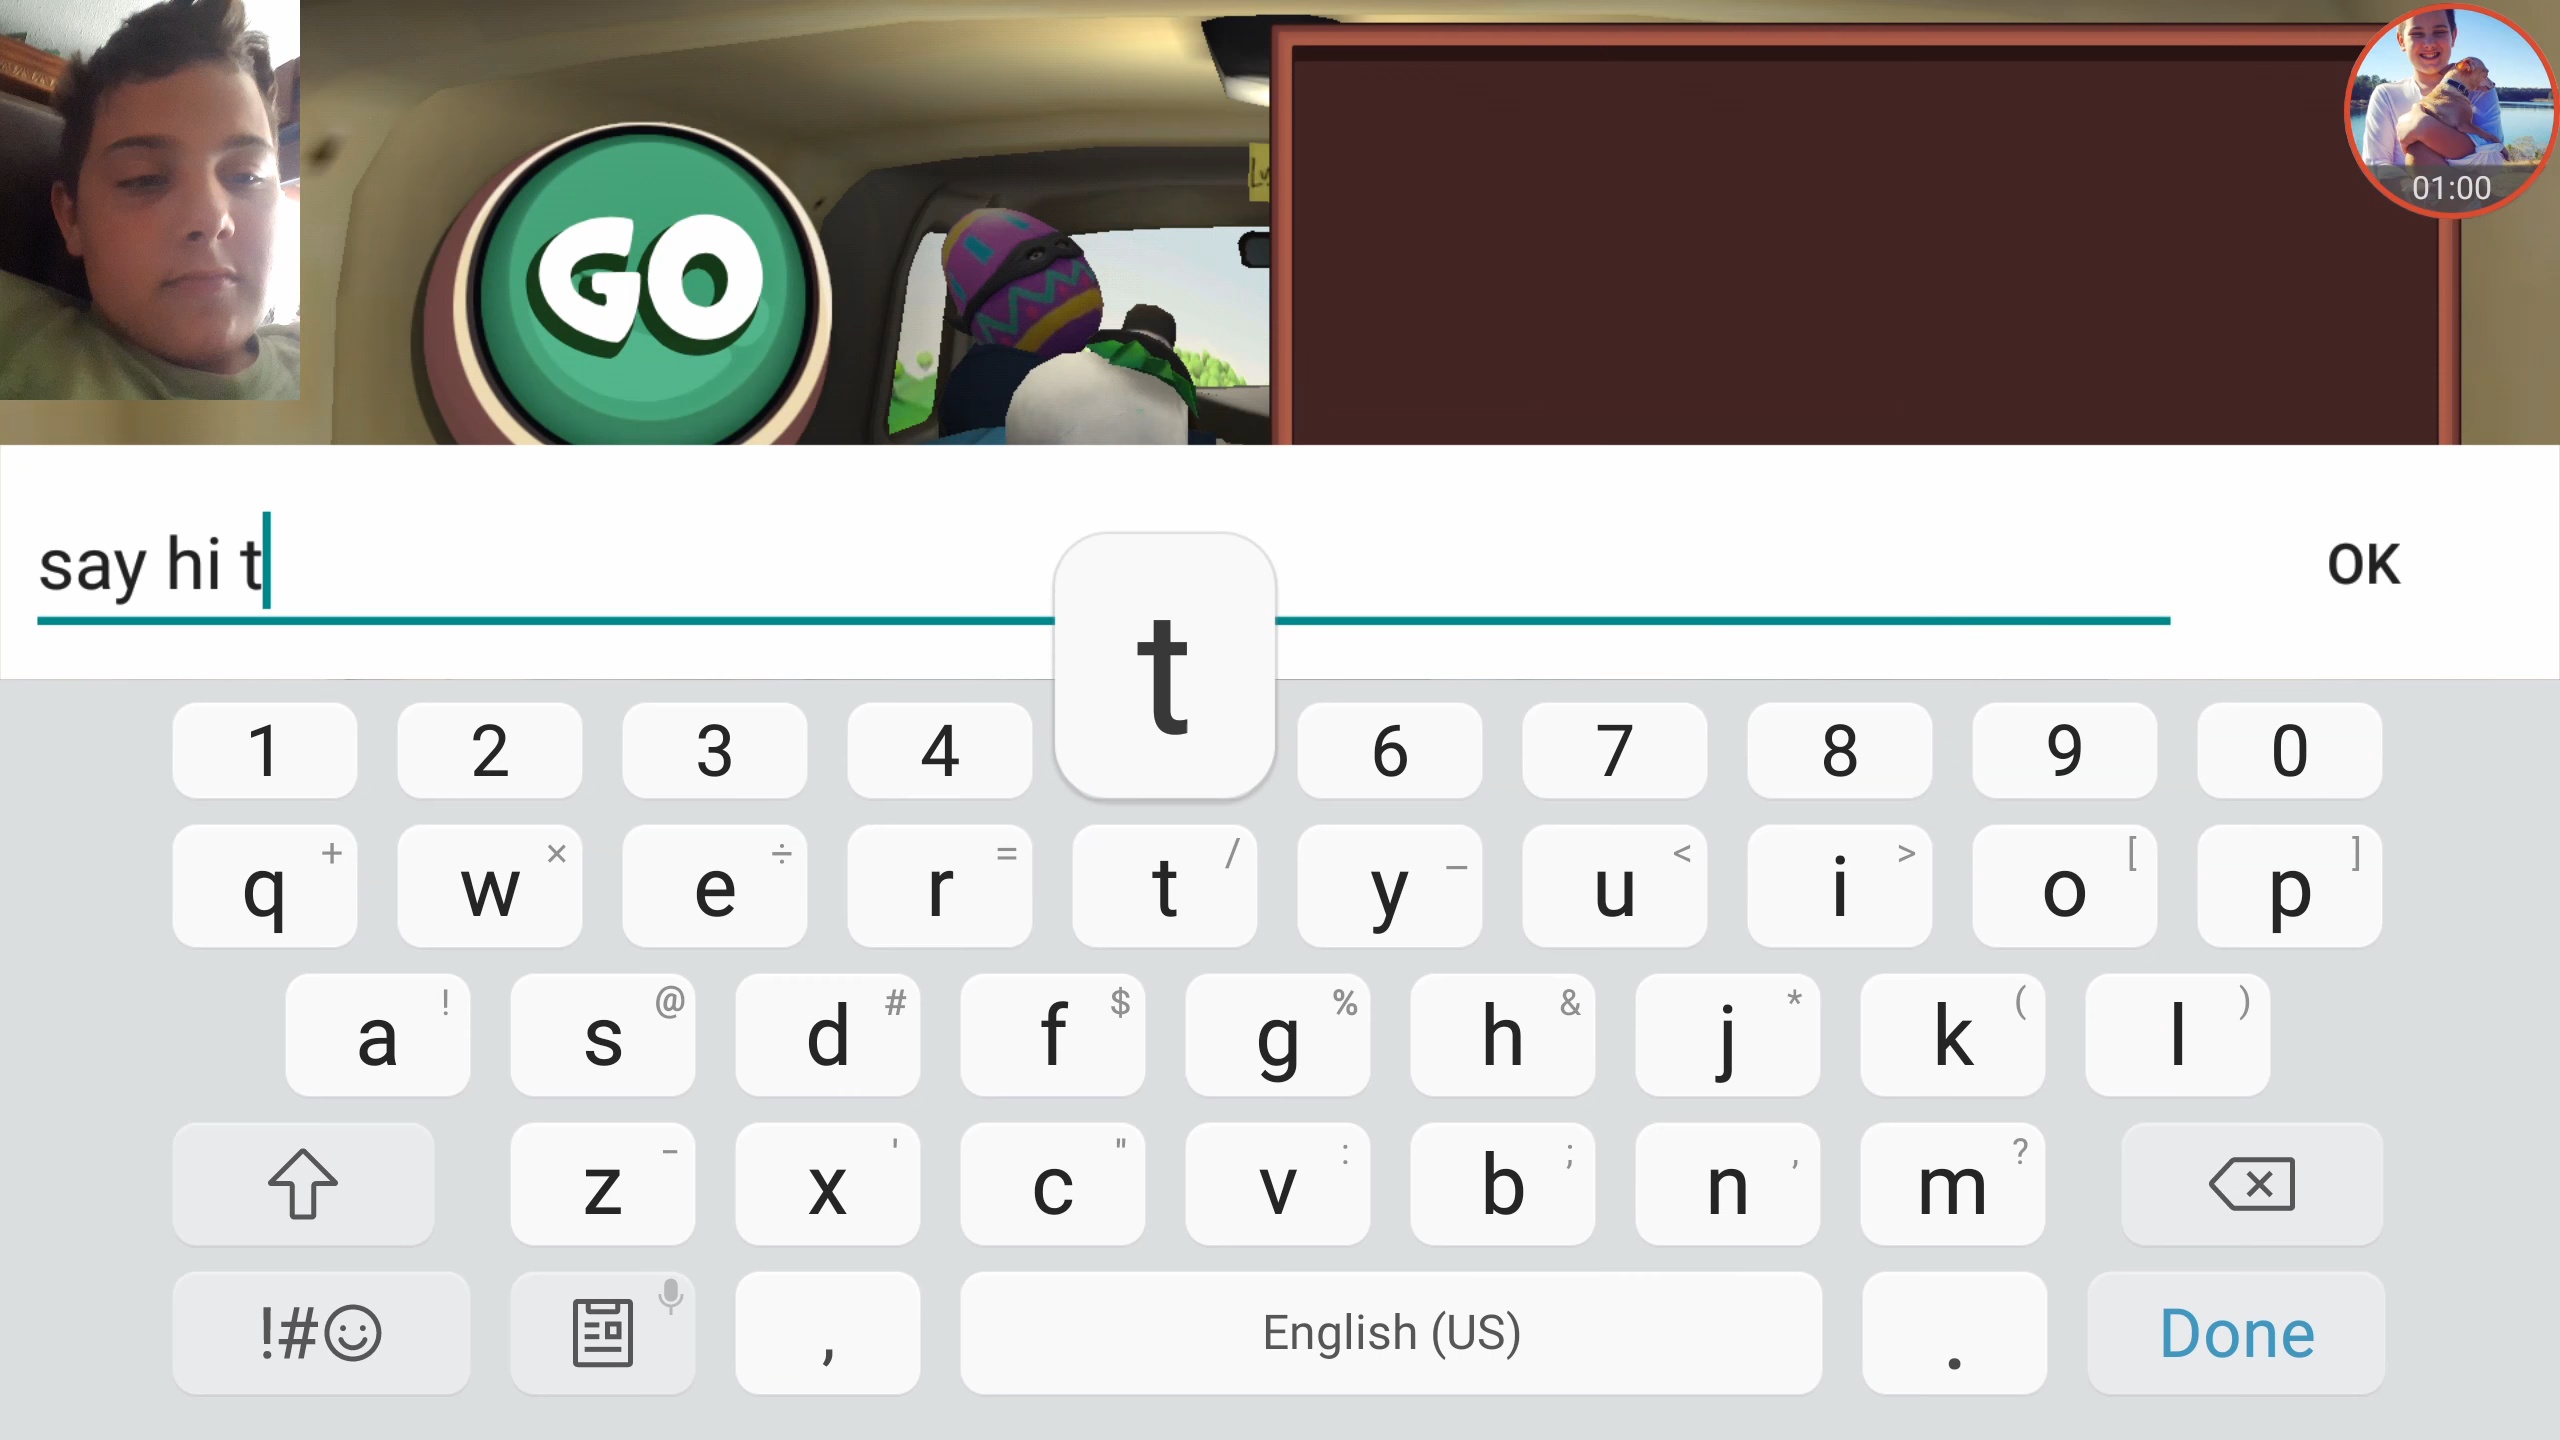 GO
01:00
say hi t
OK
t
1 2 3 4 6 7 8 9 0
+ × ÷ = / _ < > [ ]
q w e r t y u i o p
! @ # $ % & * ( )
a s d f g h j k l
- ' " : ; , ?
z x c v b n m
!#☺ , English (US) . Done